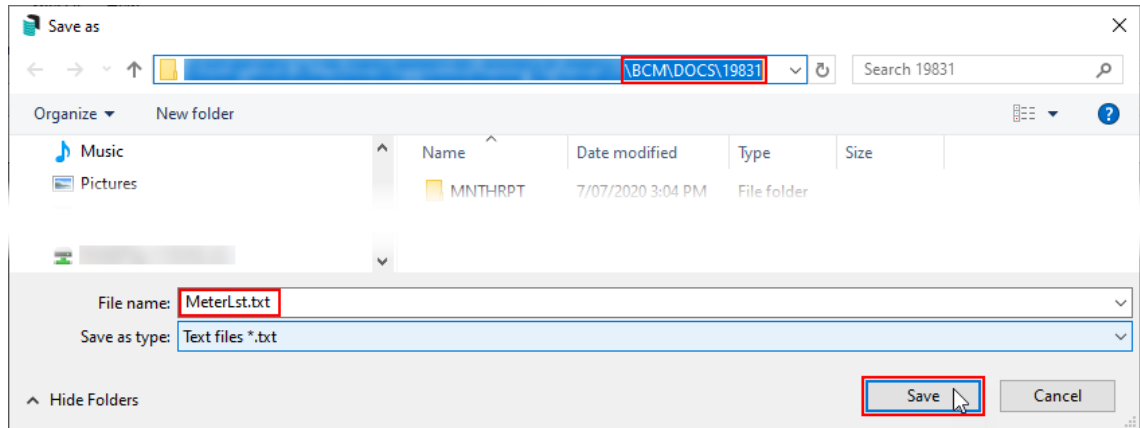 Save as
\BCM\DOCS\19831
Search 19831
Organize
New folder
Music
Pictures
Name
Date modified
Type
Size
MNTHRPT
7/07/2020 3:04 PM
File folder
File name: MeterLst.txt
Save as type: Text files *.txt
Hide Folders
Save
Cancel